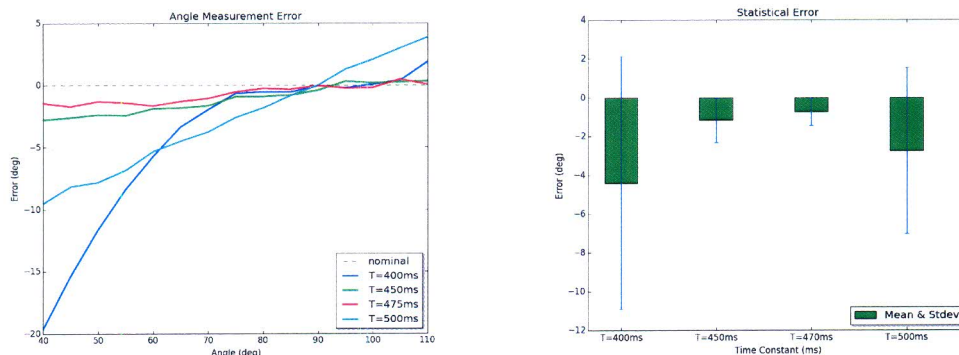 Angle Measurement Error
5
0
−5
−10
−15
−20
Error (deg)
40
50
60
70
80
90
100
110
Angle (deg)
nominal
T=400ms
T=450ms
T=475ms
T=500ms
Statistical Error
4
2
0
−2
−4
−6
−8
−10
−12
Error (deg)
T=400ms
T=450ms
T=470ms
T=500ms
Time Constant (ms)
Mean & Stdev